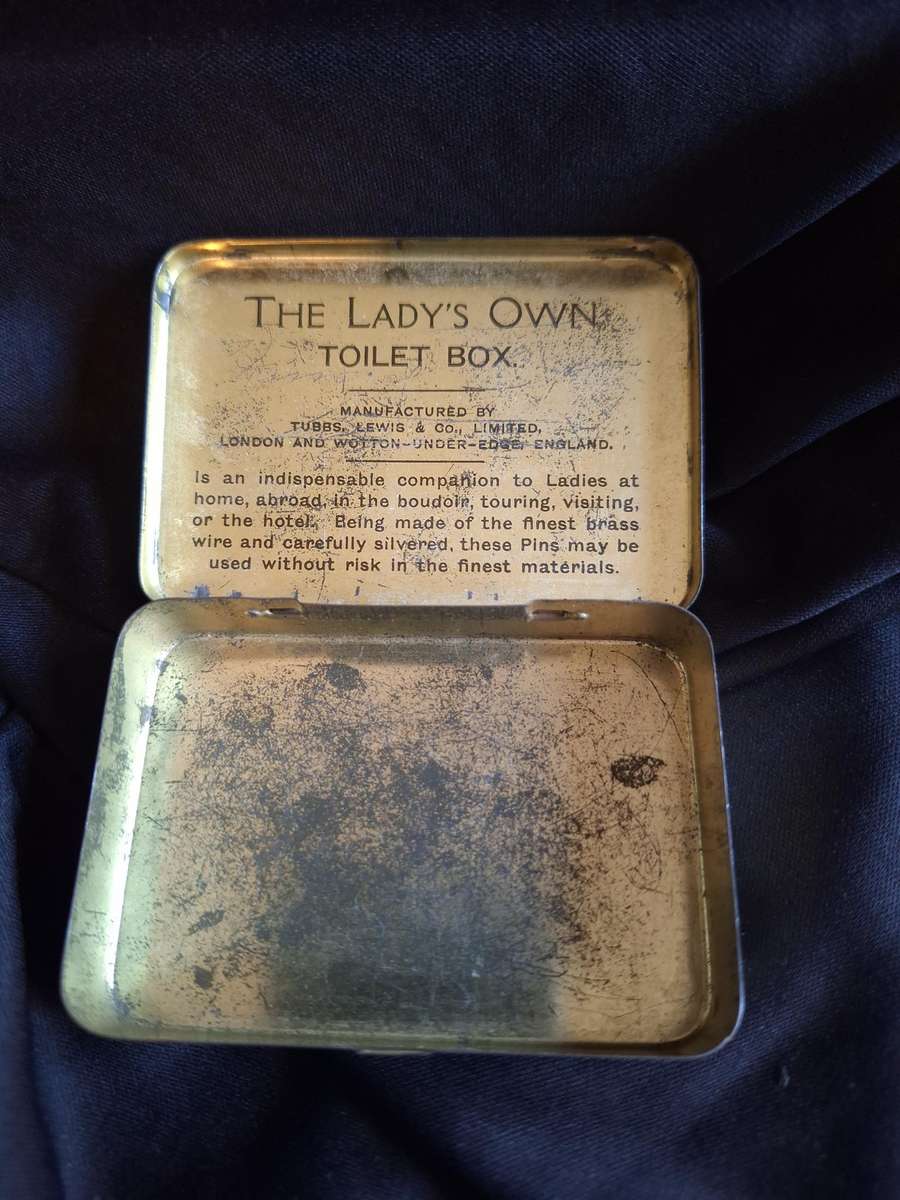 THE LADY'S OWN
TOILET BOX.
MANUFACTURED BY
TUBBS, LEWIS & Co., LIMITED,
LONDON AND WOTTON-UNDER-EDGE, ENGLAND.
Is an indispensable companion to Ladies at
home, abroad, in the boudoir, touring, visiting,
or the hotel. Being made of the finest brass
wire and carefully silvered, these Pins may be
used without risk in the finest materials.